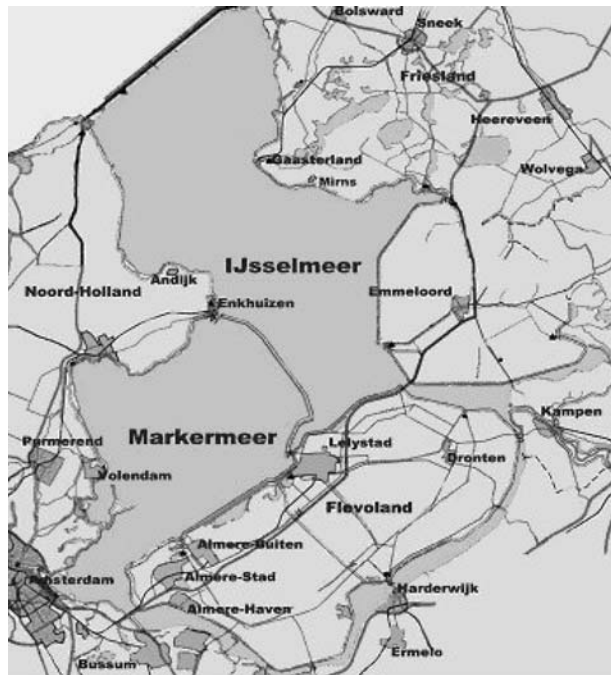 Bolsward
Sneek
Friesland
Heereveen
Gaasterland
Wolvega
Mirns
IJsselmeer
Andijk
Noord-Holland
Emmeloord
Enkhuizen
Kampen
Markermeer
Purmerend
Lelystad
Dronten
Volendam
Flevoland
Almere-Buiten
Amsterdam
Almere-Stad
Harderwijk
Almere-Haven
Ermelo
Bussum